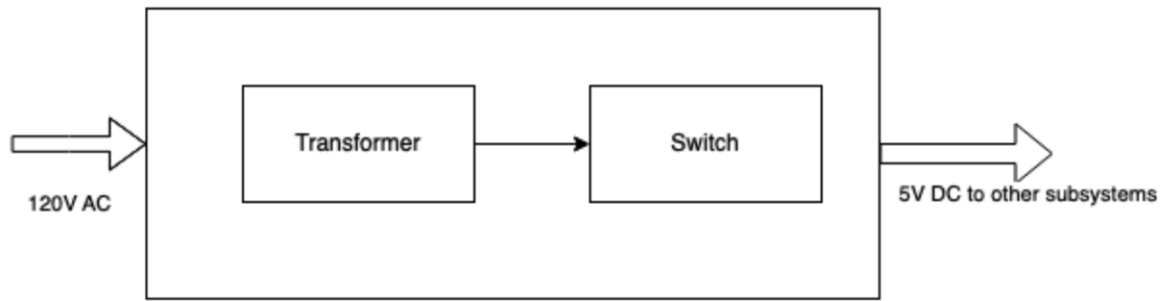 Transformer
Switch
120V AC
5V DC to other subsystems